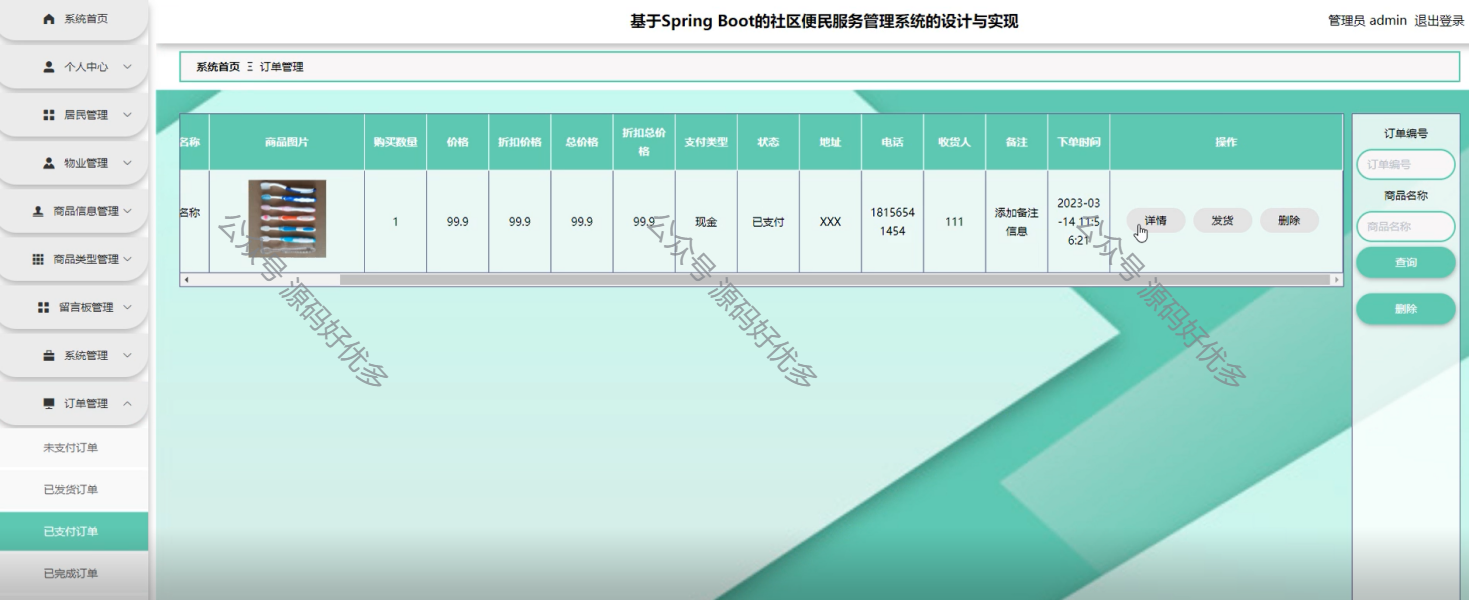 系统首页
基于Spring Boot的社区便民服务管理系统的设计与实现
管理员 admin 退出登录
个人中心
居民管理
物业管理
商品信息管理
商品类型管理
留言板管理
系统管理
订单管理
未支付订单
已发货订单
已支付订单
已完成订单
系统首页 Ξ 订单管理
名称 商品图片 购买数量 价格 折扣价格 总价格 折扣总价格 支付类型 状态 地址 电话 收货人 备注 下单时间 操作
名称 1 99.9 99.9 99.9 99.9 现金 已支付 XXX 18156541454 111 添加备注信息 2023-03-14 11:56:21 详情 发货 删除
订单编号
订单编号
商品名称
商品名称
查询
删除
公众号 源码好优多
公众号 源码好优多
公众号 源码好优多